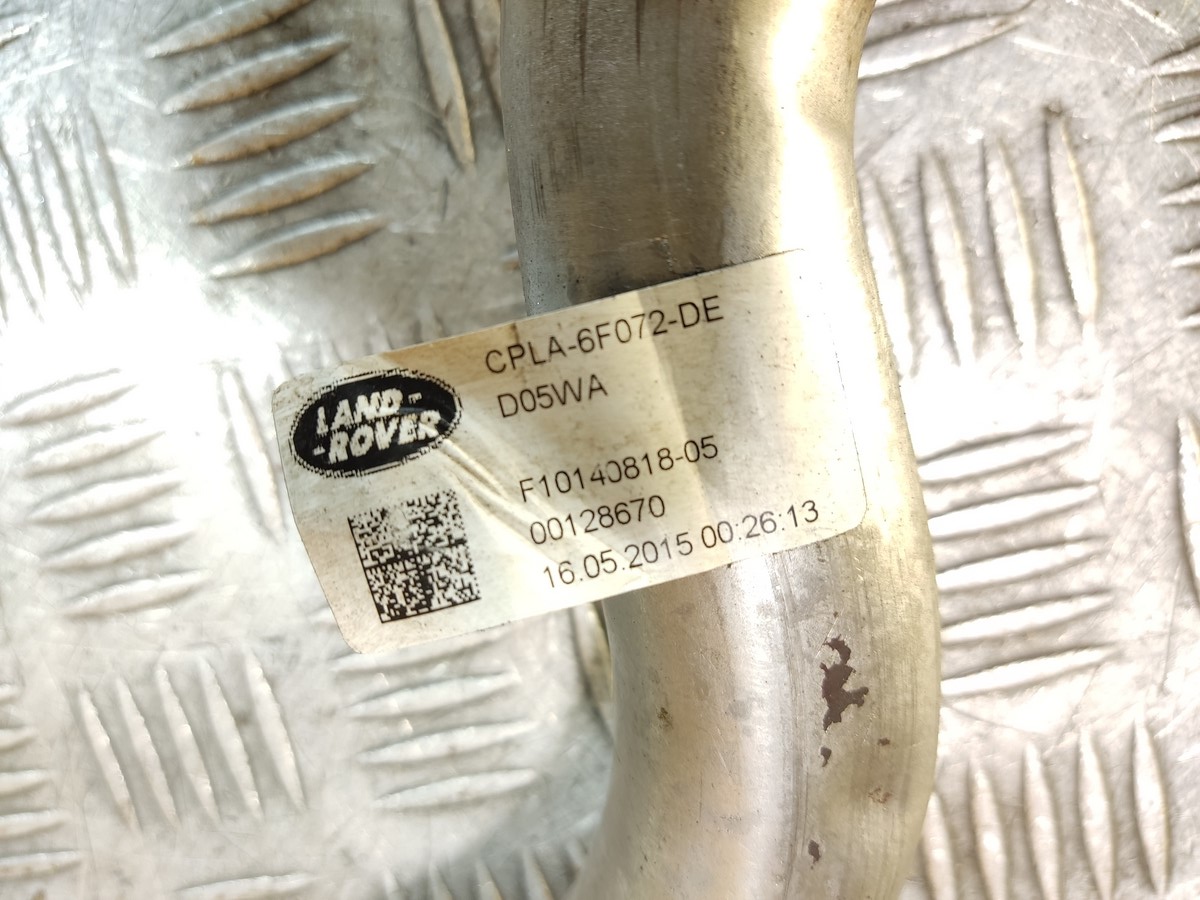 CPLA-6F072-DE
D05WA
LAND-
-ROVER
F10140818-05
00128670
16.05.2015 00:26:13